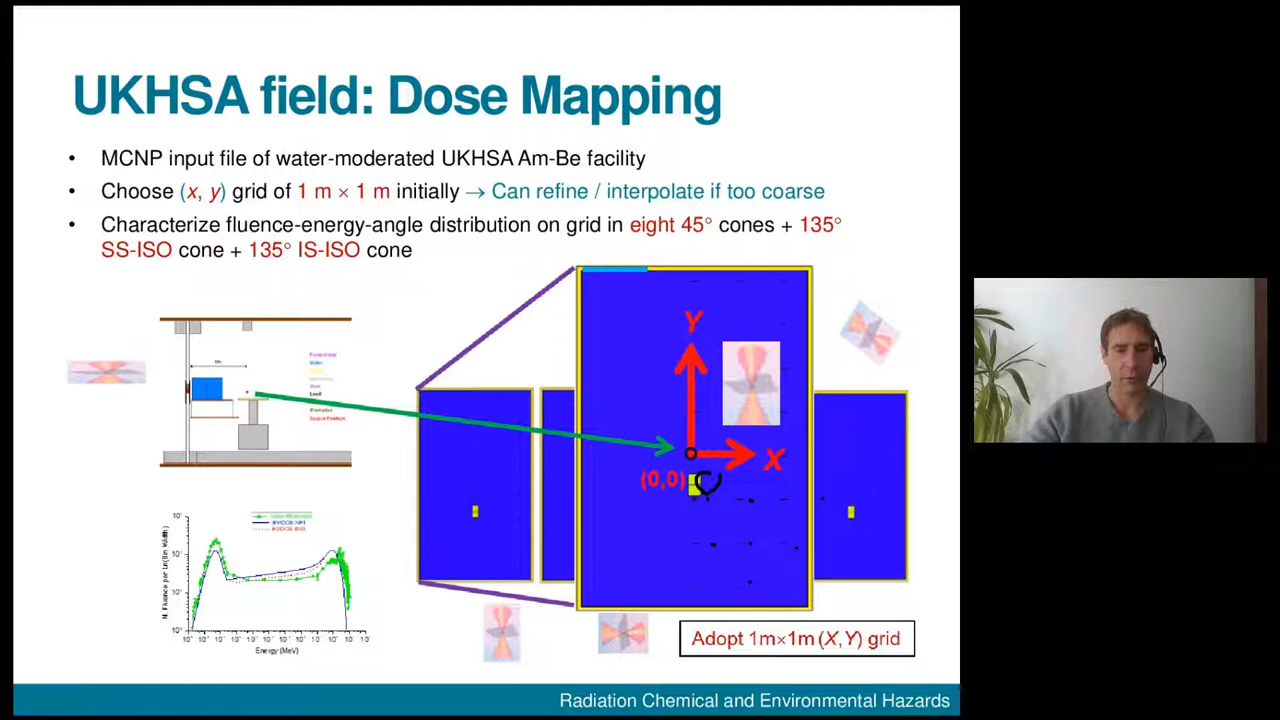 UKHSA field: Dose Mapping
• MCNP input file of water-moderated UKHSA Am-Be facility
• Choose (x, y) grid of 1 m × 1 m initially → Can refine / interpolate if too coarse
• Characterize fluence-energy-angle distribution on grid in eight 45° cones + 135°
SS-ISO cone + 135° IS-ISO cone
Y
X
(0,0)
Water
Lead
Energy (MeV)
Adopt 1m×1m (X,Y) grid
Radiation Chemical and Environmental Hazards